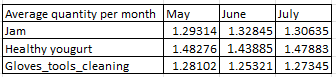 Average quantity per month May June July
Jam 1.29314 1.32845 1.30635
Healthy yougurt 1.48276 1.43885 1.47883
Gloves_tools_cleaning 1.28102 1.25321 1.27345